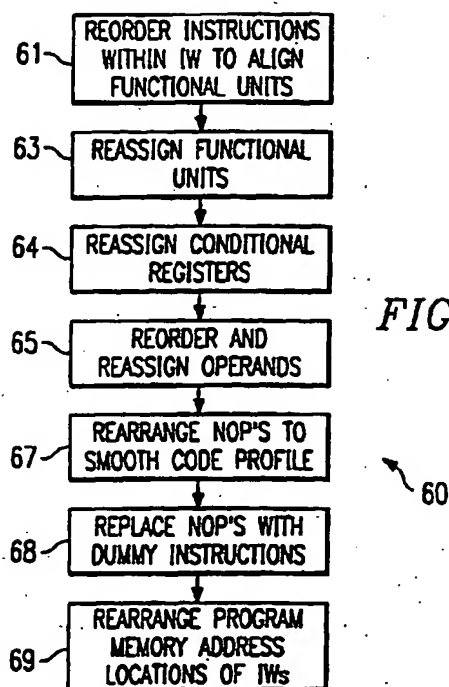 61
REORDER INSTRUCTIONS
WITHIN IW TO ALIGN
FUNCTIONAL UNITS
63
REASSIGN FUNCTIONAL
UNITS
64
REASSIGN CONDITIONAL
REGISTERS
FIG
65
REORDER AND
REASSIGN OPERANDS
67
REARRANGE NOP'S TO
SMOOTH CODE PROFILE
60
68
REPLACE NOP'S WITH
DUMMY INSTRUCTIONS
69
REARRANGE PROGRAM
MEMORY ADDRESS
LOCATIONS OF IWs